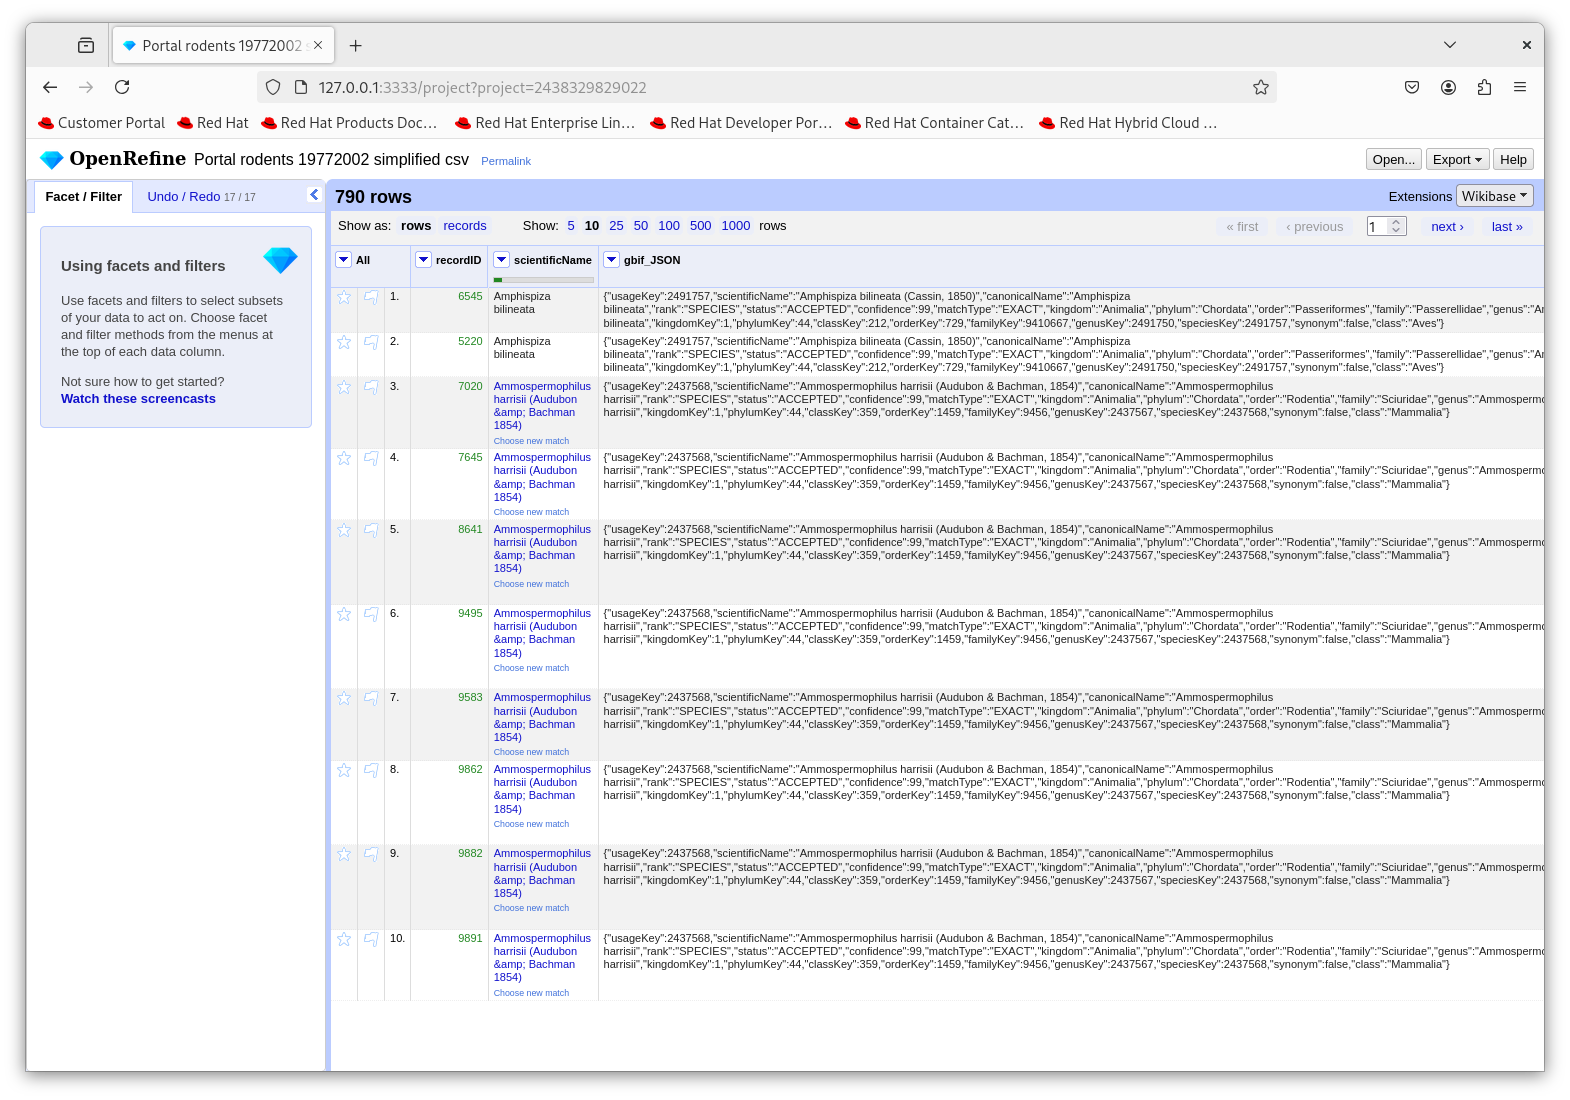 Portal rodents 19772002 s
127.0.0.1:3333/project?project=2438329829022
Customer Portal Red Hat Red Hat Products Doc… Red Hat Enterprise Lin… Red Hat Developer Por… Red Hat Container Cat… Red Hat Hybrid Cloud …
OpenRefine Portal rodents 19772002 simplified csv Permalink Open... Export Help
Facet / Filter Undo / Redo 17 / 17
790 rows Extensions Wikibase
Show as: rows records Show: 5 10 25 50 100 500 1000 rows « first ‹ previous 1 next › last »
Using facets and filters
Use facets and filters to select subsets
of your data to act on. Choose facet
and filter methods from the menus at
the top of each data column.
Not sure how to get started?
Watch these screencasts
All recordID scientificName gbif_JSON
1. 6545 Amphispiza {"usageKey":2491757,"scientificName":"Amphispiza bilineata (Cassin, 1850)","canonicalName":"Amphispiza
bilineata bilineata","rank":"SPECIES","status":"ACCEPTED","confidence":99,"matchType":"EXACT","kingdom":"Animalia","phylum":"Chordata","order":"Passeriformes","family":"Passerellidae","genus":"Am
bilineata","kingdomKey":1,"phylumKey":44,"classKey":212,"orderKey":729,"familyKey":9410667,"genusKey":2491750,"speciesKey":2491757,"synonym":false,"class":"Aves"}
2. 5220 Amphispiza {"usageKey":2491757,"scientificName":"Amphispiza bilineata (Cassin, 1850)","canonicalName":"Amphispiza
bilineata bilineata","rank":"SPECIES","status":"ACCEPTED","confidence":99,"matchType":"EXACT","kingdom":"Animalia","phylum":"Chordata","order":"Passeriformes","family":"Passerellidae","genus":"Am
bilineata","kingdomKey":1,"phylumKey":44,"classKey":212,"orderKey":729,"familyKey":9410667,"genusKey":2491750,"speciesKey":2491757,"synonym":false,"class":"Aves"}
3. 7020 Ammospermophilus {"usageKey":2437568,"scientificName":"Ammospermophilus harrisii (Audubon & Bachman, 1854)","canonicalName":"Ammospermophilus
harrisii (Audubon harrisii","rank":"SPECIES","status":"ACCEPTED","confidence":99,"matchType":"EXACT","kingdom":"Animalia","phylum":"Chordata","order":"Rodentia","family":"Sciuridae","genus":"Ammospermo
&amp; Bachman harrisii","kingdomKey":1,"phylumKey":44,"classKey":359,"orderKey":1459,"familyKey":9456,"genusKey":2437567,"speciesKey":2437568,"synonym":false,"class":"Mammalia"}
1854)
Choose new match
4. 7645 Ammospermophilus {"usageKey":2437568,"scientificName":"Ammospermophilus harrisii (Audubon & Bachman, 1854)","canonicalName":"Ammospermophilus
harrisii (Audubon harrisii","rank":"SPECIES","status":"ACCEPTED","confidence":99,"matchType":"EXACT","kingdom":"Animalia","phylum":"Chordata","order":"Rodentia","family":"Sciuridae","genus":"Ammospermo
&amp; Bachman harrisii","kingdomKey":1,"phylumKey":44,"classKey":359,"orderKey":1459,"familyKey":9456,"genusKey":2437567,"speciesKey":2437568,"synonym":false,"class":"Mammalia"}
1854)
Choose new match
5. 8641 Ammospermophilus {"usageKey":2437568,"scientificName":"Ammospermophilus harrisii (Audubon & Bachman, 1854)","canonicalName":"Ammospermophilus
harrisii (Audubon harrisii","rank":"SPECIES","status":"ACCEPTED","confidence":99,"matchType":"EXACT","kingdom":"Animalia","phylum":"Chordata","order":"Rodentia","family":"Sciuridae","genus":"Ammospermo
&amp; Bachman harrisii","kingdomKey":1,"phylumKey":44,"classKey":359,"orderKey":1459,"familyKey":9456,"genusKey":2437567,"speciesKey":2437568,"synonym":false,"class":"Mammalia"}
1854)
Choose new match
6. 9495 Ammospermophilus {"usageKey":2437568,"scientificName":"Ammospermophilus harrisii (Audubon & Bachman, 1854)","canonicalName":"Ammospermophilus
harrisii (Audubon harrisii","rank":"SPECIES","status":"ACCEPTED","confidence":99,"matchType":"EXACT","kingdom":"Animalia","phylum":"Chordata","order":"Rodentia","family":"Sciuridae","genus":"Ammospermo
&amp; Bachman harrisii","kingdomKey":1,"phylumKey":44,"classKey":359,"orderKey":1459,"familyKey":9456,"genusKey":2437567,"speciesKey":2437568,"synonym":false,"class":"Mammalia"}
1854)
Choose new match
7. 9583 Ammospermophilus {"usageKey":2437568,"scientificName":"Ammospermophilus harrisii (Audubon & Bachman, 1854)","canonicalName":"Ammospermophilus
harrisii (Audubon harrisii","rank":"SPECIES","status":"ACCEPTED","confidence":99,"matchType":"EXACT","kingdom":"Animalia","phylum":"Chordata","order":"Rodentia","family":"Sciuridae","genus":"Ammospermo
&amp; Bachman harrisii","kingdomKey":1,"phylumKey":44,"classKey":359,"orderKey":1459,"familyKey":9456,"genusKey":2437567,"speciesKey":2437568,"synonym":false,"class":"Mammalia"}
1854)
Choose new match
8. 9862 Ammospermophilus {"usageKey":2437568,"scientificName":"Ammospermophilus harrisii (Audubon & Bachman, 1854)","canonicalName":"Ammospermophilus
harrisii (Audubon harrisii","rank":"SPECIES","status":"ACCEPTED","confidence":99,"matchType":"EXACT","kingdom":"Animalia","phylum":"Chordata","order":"Rodentia","family":"Sciuridae","genus":"Ammospermo
&amp; Bachman harrisii","kingdomKey":1,"phylumKey":44,"classKey":359,"orderKey":1459,"familyKey":9456,"genusKey":2437567,"speciesKey":2437568,"synonym":false,"class":"Mammalia"}
1854)
Choose new match
9. 9882 Ammospermophilus {"usageKey":2437568,"scientificName":"Ammospermophilus harrisii (Audubon & Bachman, 1854)","canonicalName":"Ammospermophilus
harrisii (Audubon harrisii","rank":"SPECIES","status":"ACCEPTED","confidence":99,"matchType":"EXACT","kingdom":"Animalia","phylum":"Chordata","order":"Rodentia","family":"Sciuridae","genus":"Ammospermo
&amp; Bachman harrisii","kingdomKey":1,"phylumKey":44,"classKey":359,"orderKey":1459,"familyKey":9456,"genusKey":2437567,"speciesKey":2437568,"synonym":false,"class":"Mammalia"}
1854)
Choose new match
10. 9891 Ammospermophilus {"usageKey":2437568,"scientificName":"Ammospermophilus harrisii (Audubon & Bachman, 1854)","canonicalName":"Ammospermophilus
harrisii (Audubon harrisii","rank":"SPECIES","status":"ACCEPTED","confidence":99,"matchType":"EXACT","kingdom":"Animalia","phylum":"Chordata","order":"Rodentia","family":"Sciuridae","genus":"Ammospermo
&amp; Bachman harrisii","kingdomKey":1,"phylumKey":44,"classKey":359,"orderKey":1459,"familyKey":9456,"genusKey":2437567,"speciesKey":2437568,"synonym":false,"class":"Mammalia"}
1854)
Choose new match